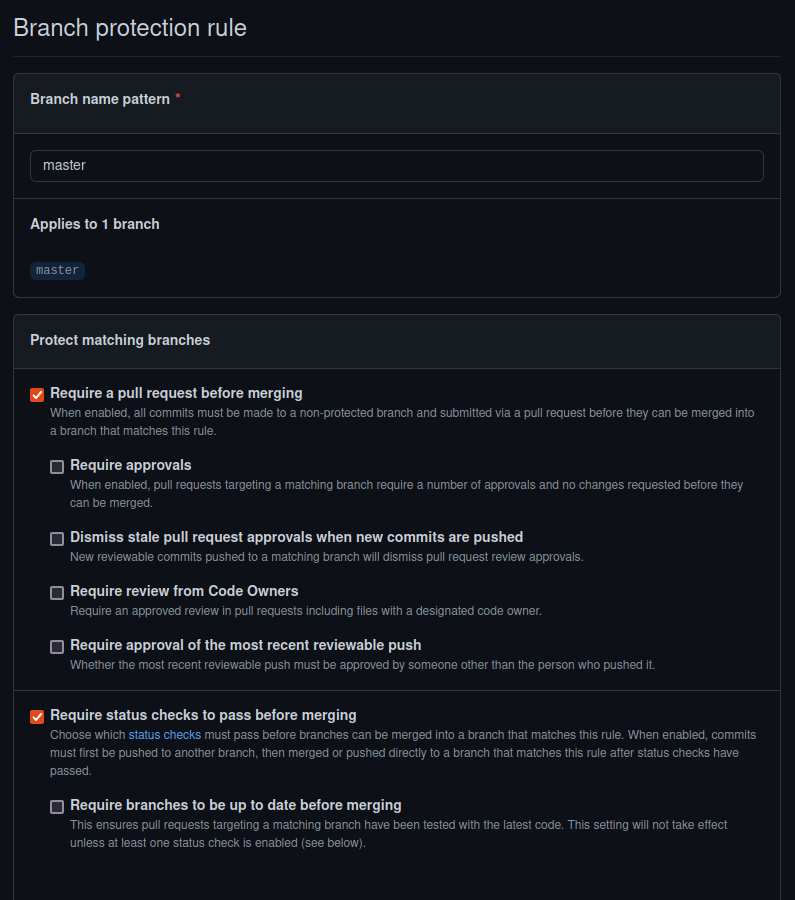 Branch protection rule
Branch name pattern *
master
Applies to 1 branch
master
Protect matching branches
Require a pull request before merging
When enabled, all commits must be made to a non-protected branch and submitted via a pull request before they can be merged into
a branch that matches this rule.
Require approvals
When enabled, pull requests targeting a matching branch require a number of approvals and no changes requested before they
can be merged.
Dismiss stale pull request approvals when new commits are pushed
New reviewable commits pushed to a matching branch will dismiss pull request review approvals.
Require review from Code Owners
Require an approved review in pull requests including files with a designated code owner.
Require approval of the most recent reviewable push
Whether the most recent reviewable push must be approved by someone other than the person who pushed it.
Require status checks to pass before merging
Choose which status checks must pass before branches can be merged into a branch that matches this rule. When enabled, commits
must first be pushed to another branch, then merged or pushed directly to a branch that matches this rule after status checks have
passed.
Require branches to be up to date before merging
This ensures pull requests targeting a matching branch have been tested with the latest code. This setting will not take effect
unless at least one status check is enabled (see below).